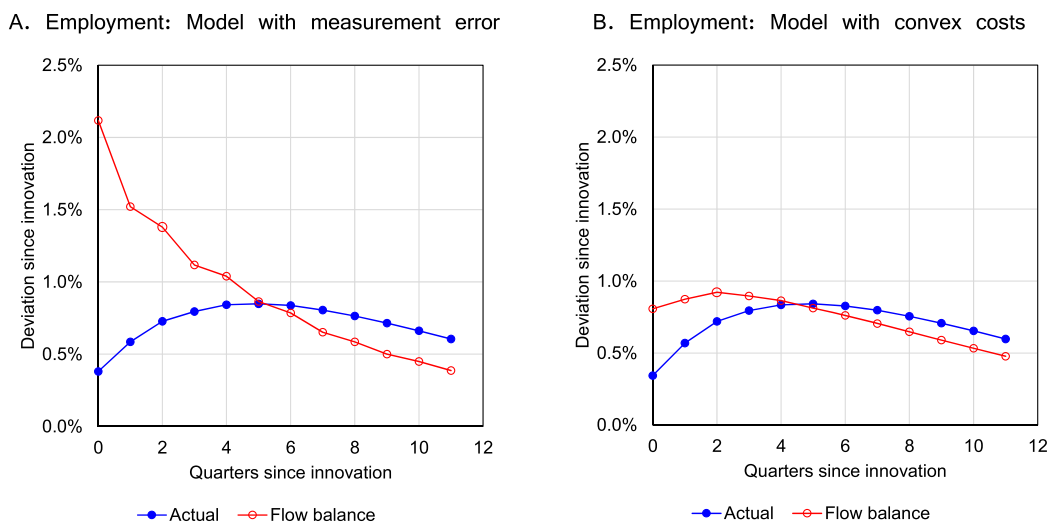 A. Employment: Model with measurement error
2.5%
2.0%
1.5%
1.0%
0.5%
0.0%
Deviation since innovation
0 2 4 6 8 10 12
Quarters since innovation
Actual Flow balance
B. Employment: Model with convex costs
2.5%
2.0%
1.5%
1.0%
0.5%
0.0%
Deviation since innovation
0 2 4 6 8 10 12
Quarters since innovation
Actual Flow balance